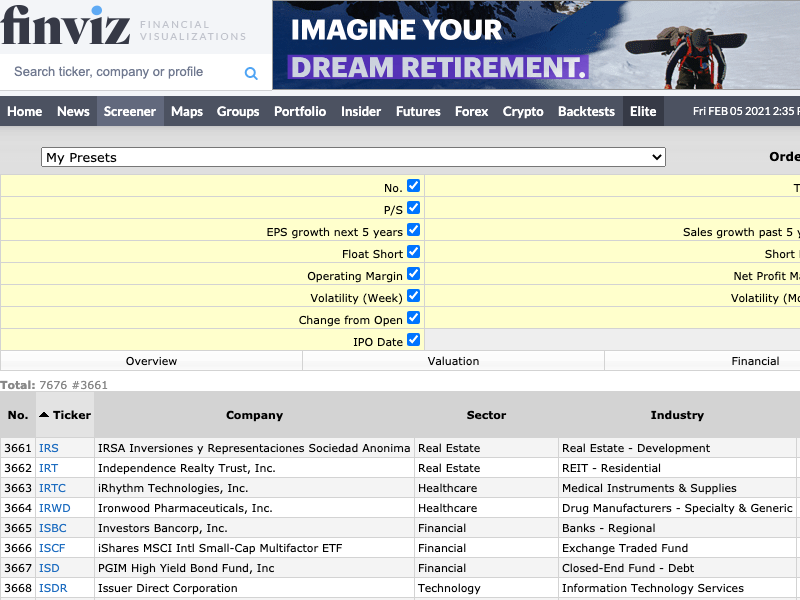 finviz FINANCIAL VISUALIZATIONS
IMAGINE YOUR
DREAM RETIREMENT.
Search ticker, company or profile
Home News Screener Maps Groups Portfolio Insider Futures Forex Crypto Backtests Elite Fri FEB 05 2021 2:35 P
My Presets Orde
No. T
P/S
EPS growth next 5 years Sales growth past 5 y
Float Short Short
Operating Margin Net Profit Ma
Volatility (Week) Volatility (Mo
Change from Open
IPO Date
Overview Valuation Financial
Total: 7676 #3661
No. Ticker Company Sector Industry
3661 IRS IRSA Inversiones y Representaciones Sociedad Anonima Real Estate Real Estate - Development
3662 IRT Independence Realty Trust, Inc. Real Estate REIT - Residential
3663 IRTC iRhythm Technologies, Inc. Healthcare Medical Instruments & Supplies
3664 IRWD Ironwood Pharmaceuticals, Inc. Healthcare Drug Manufacturers - Specialty & Generic
3665 ISBC Investors Bancorp, Inc. Financial Banks - Regional
3666 ISCF iShares MSCI Intl Small-Cap Multifactor ETF Financial Exchange Traded Fund
3667 ISD PGIM High Yield Bond Fund, Inc Financial Closed-End Fund - Debt
3668 ISDR Issuer Direct Corporation Technology Information Technology Services